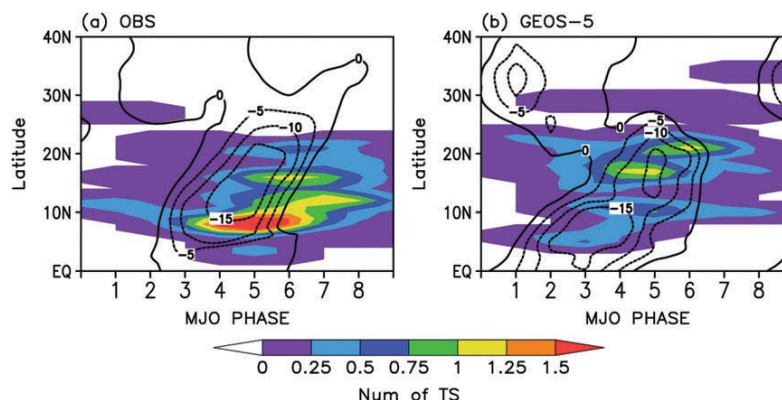 (a) OBS
(b) GEOS-5
40N
30N
20N
10N
EQ
Latitude
0
0
-5
-10
-15
-5
1 2 3 4 5 6 7 8
MJO PHASE
40N
30N
20N
10N
EQ
Latitude
0
-5
0
-5
-10
-15
1 2 3 4 5 6 7 8
MJO PHASE
0 0.25 0.5 0.75 1 1.25 1.5
Num of TS